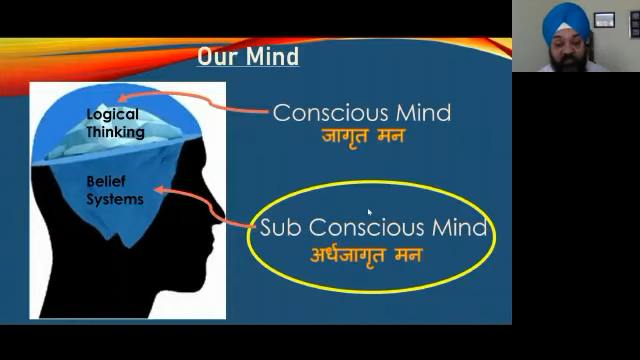 Our Mind
Logical
Thinking
Conscious Mind
जागृत मन
Belief
Systems
Sub Conscious Mind
अर्धजागृत मन